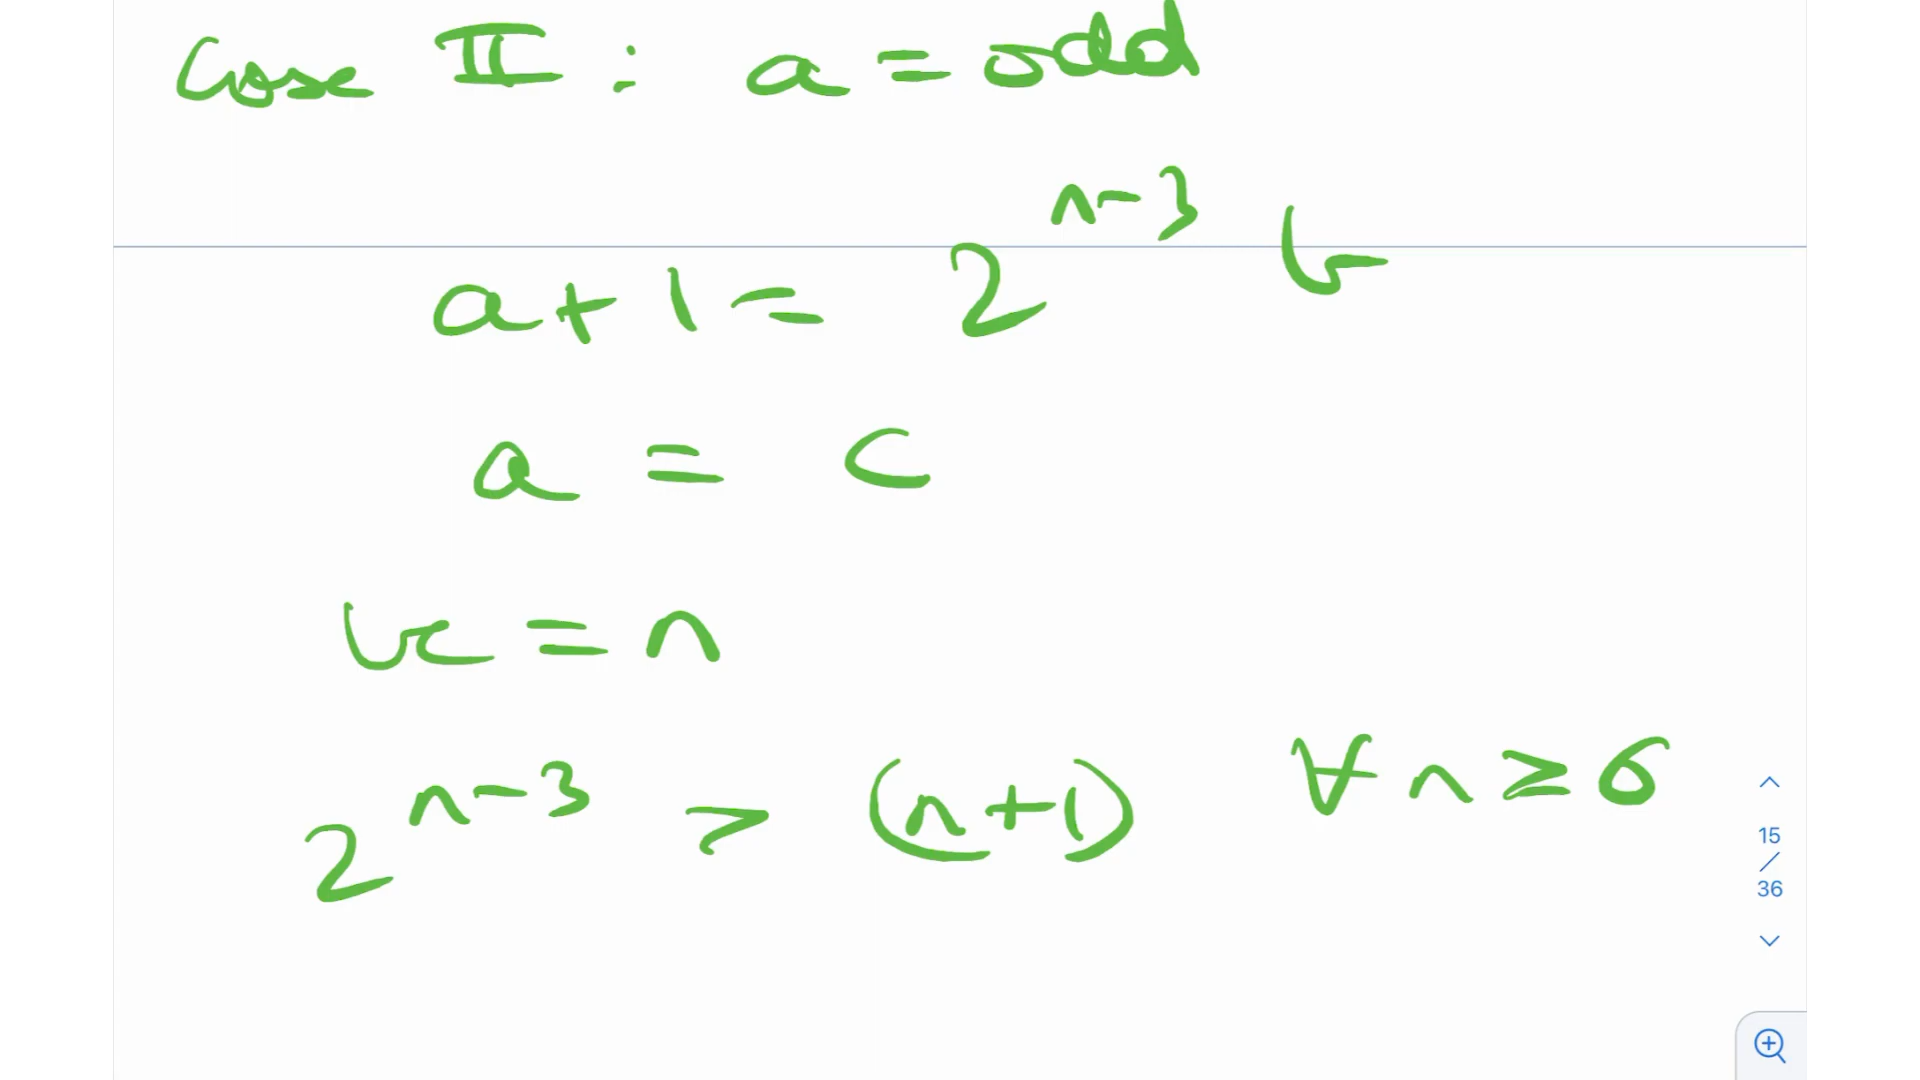 Case II : a = odd
a + 1 = 2^{n-3} b
a = c
bc = n
2^{n-3} > (n+1) ∀ n ≥ 6
15
/
36